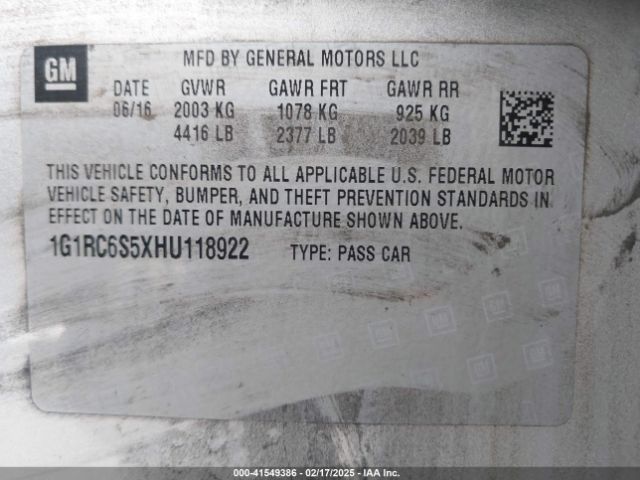 GM
MFD BY GENERAL MOTORS LLC
DATE GVWR GAWR FRT GAWR RR
06/16 2003 KG 1078 KG 925 KG
4416 LB 2377 LB 2039 LB
THIS VEHICLE CONFORMS TO ALL APPLICABLE U.S. FEDERAL MOTOR
VEHICLE SAFETY, BUMPER, AND THEFT PREVENTION STANDARDS IN
EFFECT ON THE DATE OF MANUFACTURE SHOWN ABOVE.
1G1RC6S5XHU118922 TYPE: PASS CAR
000-41549386 - 02/17/2025 - IAA Inc.